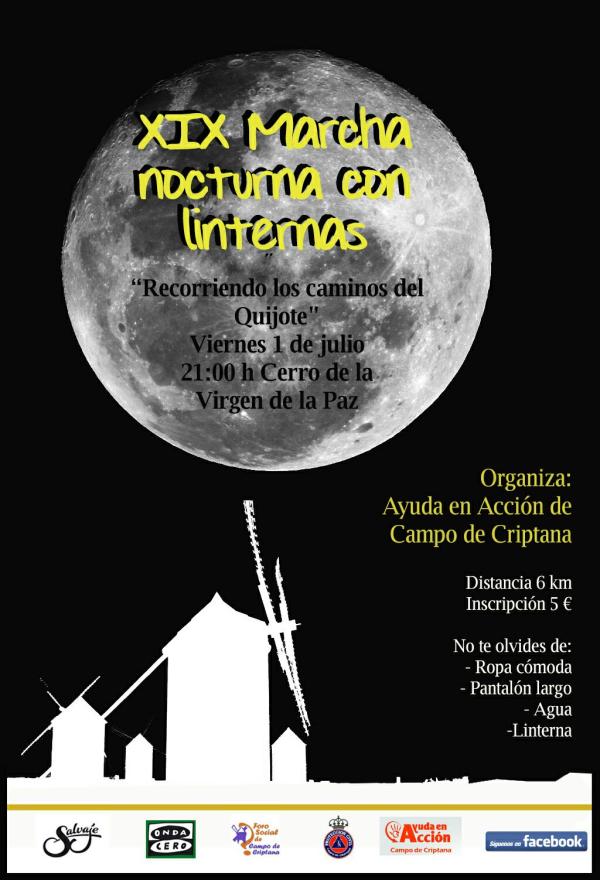 XIX Marcha
nocturna con
linternas
"
“Recorriendo los caminos del
Quijote"
Viernes 1 de julio
21:00 h Cerro de la
Virgen de la Paz
Organiza:
Ayuda en Acción de
Campo de Criptana
Distancia 6 km
Inscripción 5 €
No te olvides de:
- Ropa cómoda
- Pantalón largo
- Agua
-Linterna
Salvaje
ONDA
CERO
Foro
Social
de
Campo de
Criptana
PROTECCION CIVIL
Ayuda en
Acción
Campo de Criptana
Síguenos en facebook